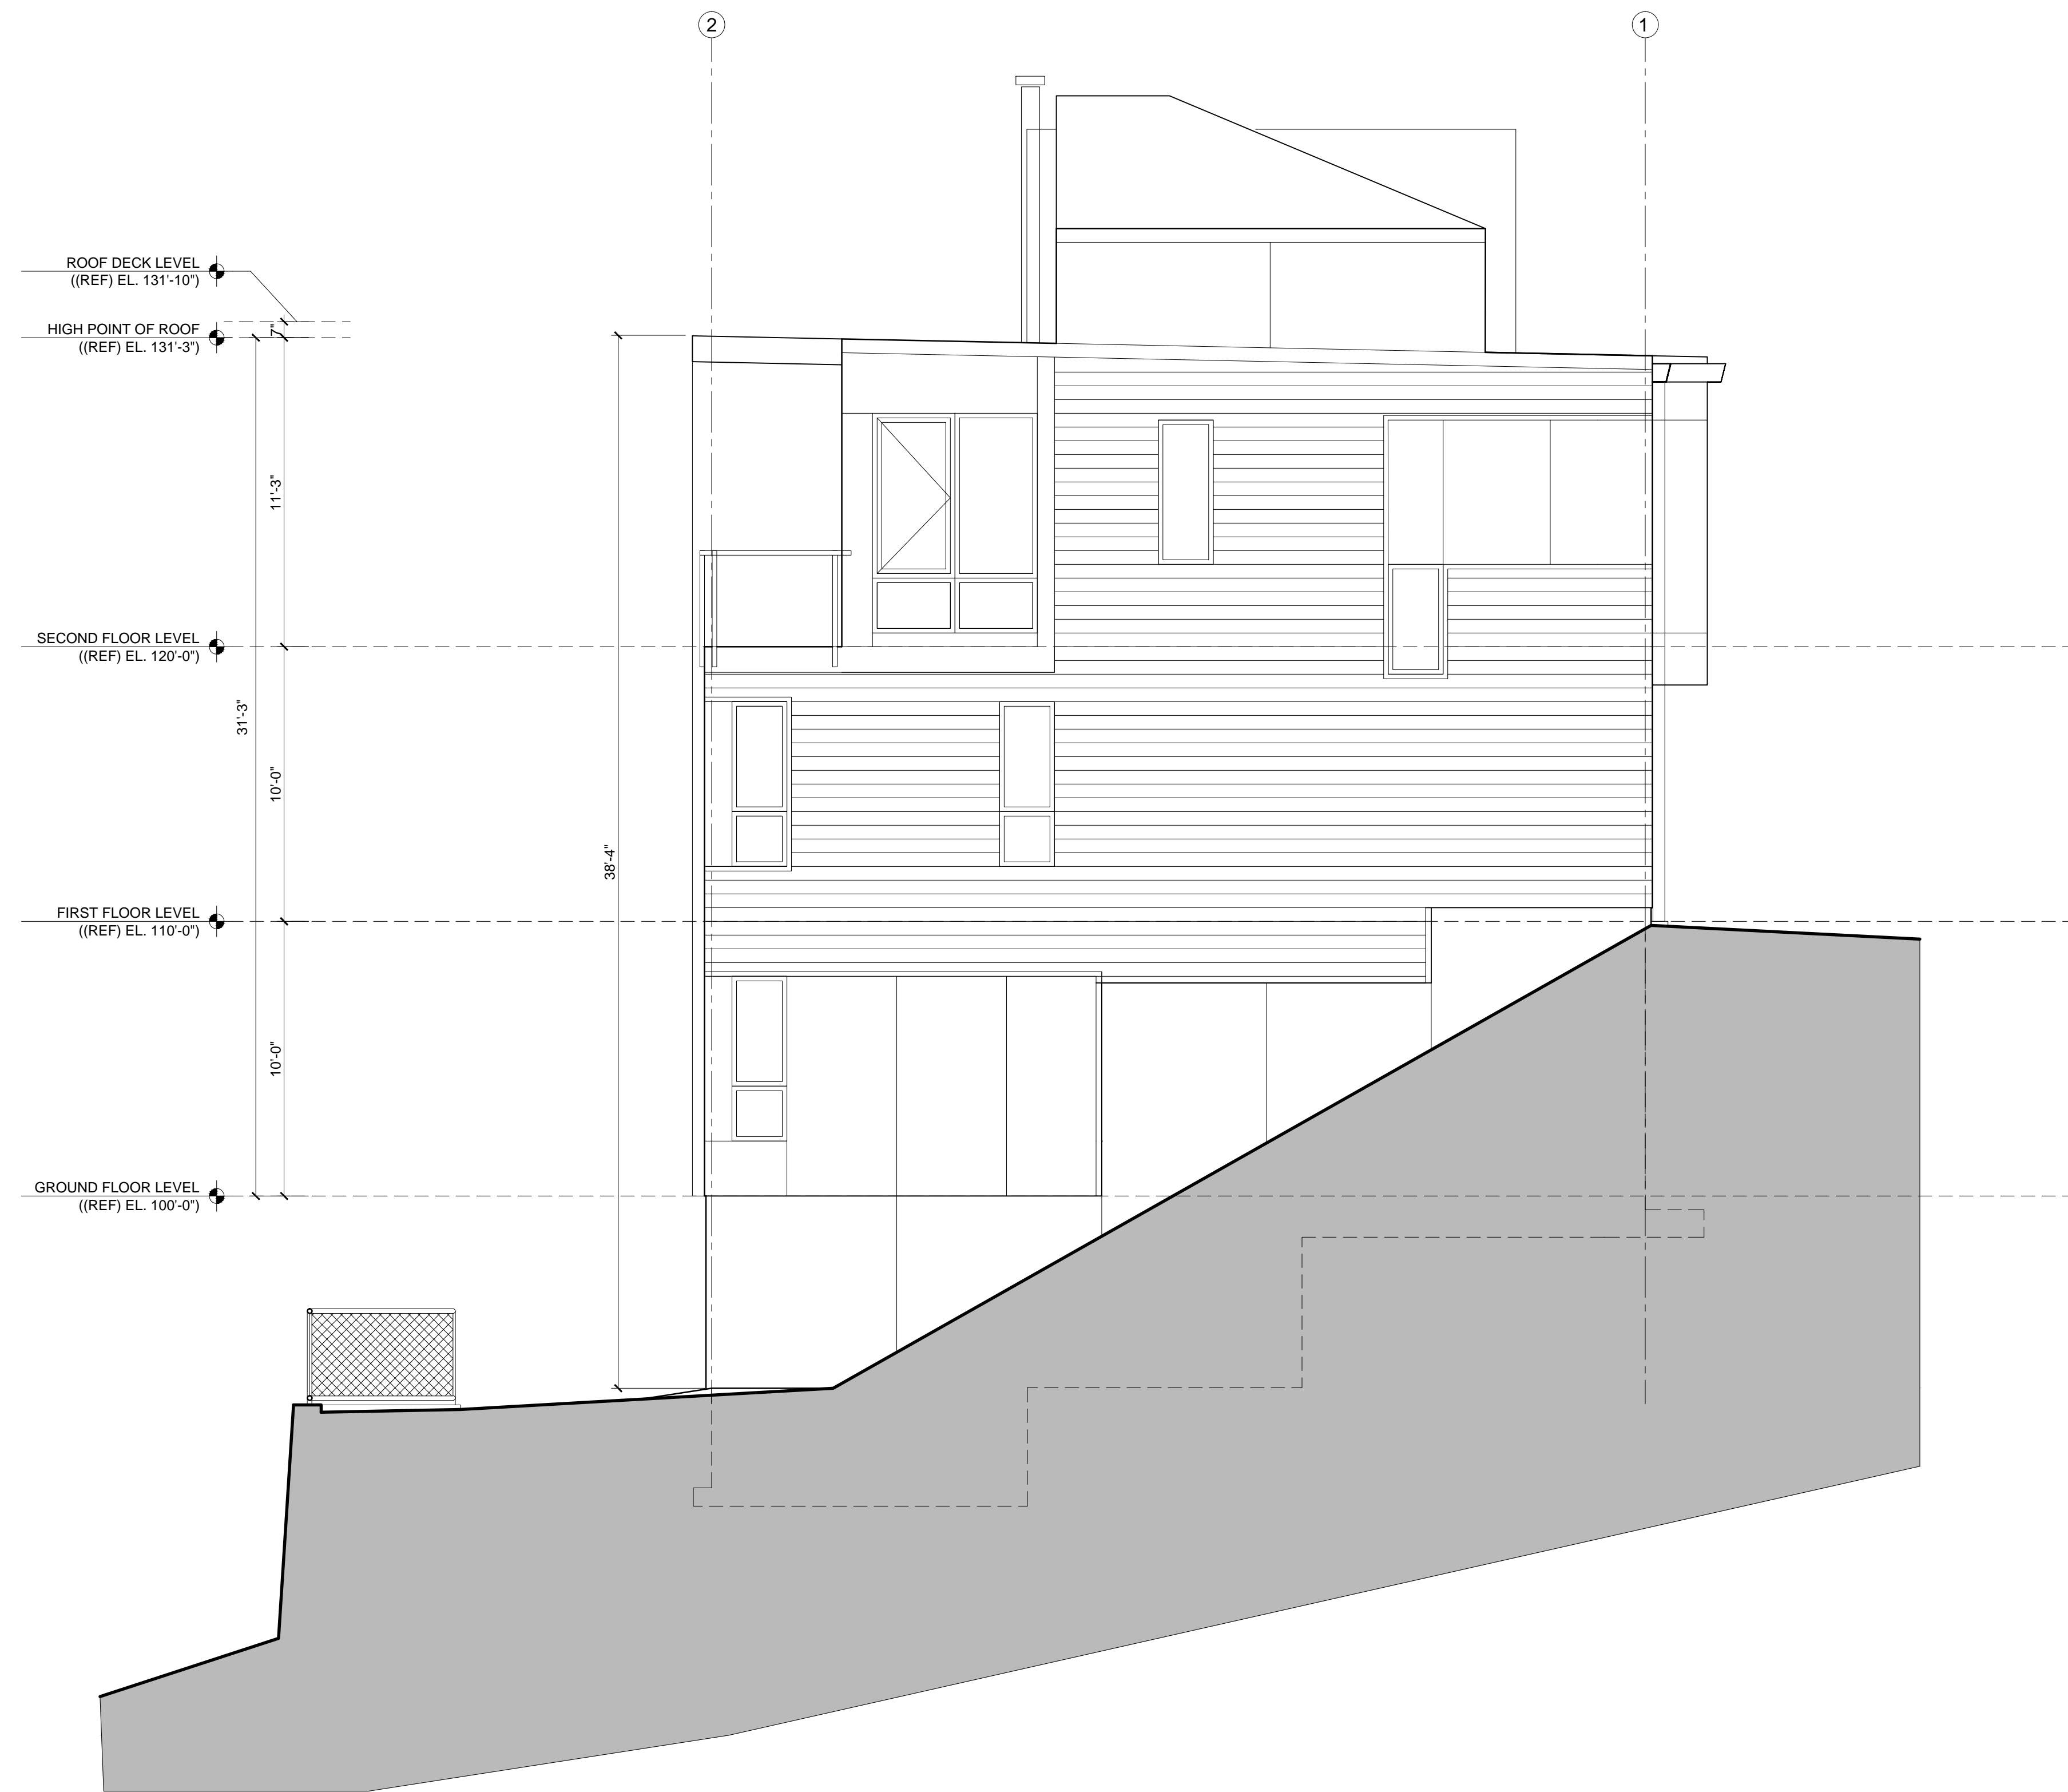 2
1
ROOF DECK LEVEL
((REF) EL. 131'-10")
HIGH POINT OF ROOF
((REF) EL. 131'-3")
7"
11'-3"
SECOND FLOOR LEVEL
((REF) EL. 120'-0")
31'-3"
10'-0"
38'-4"
FIRST FLOOR LEVEL
((REF) EL. 110'-0")
10'-0"
GROUND FLOOR LEVEL
((REF) EL. 100'-0")